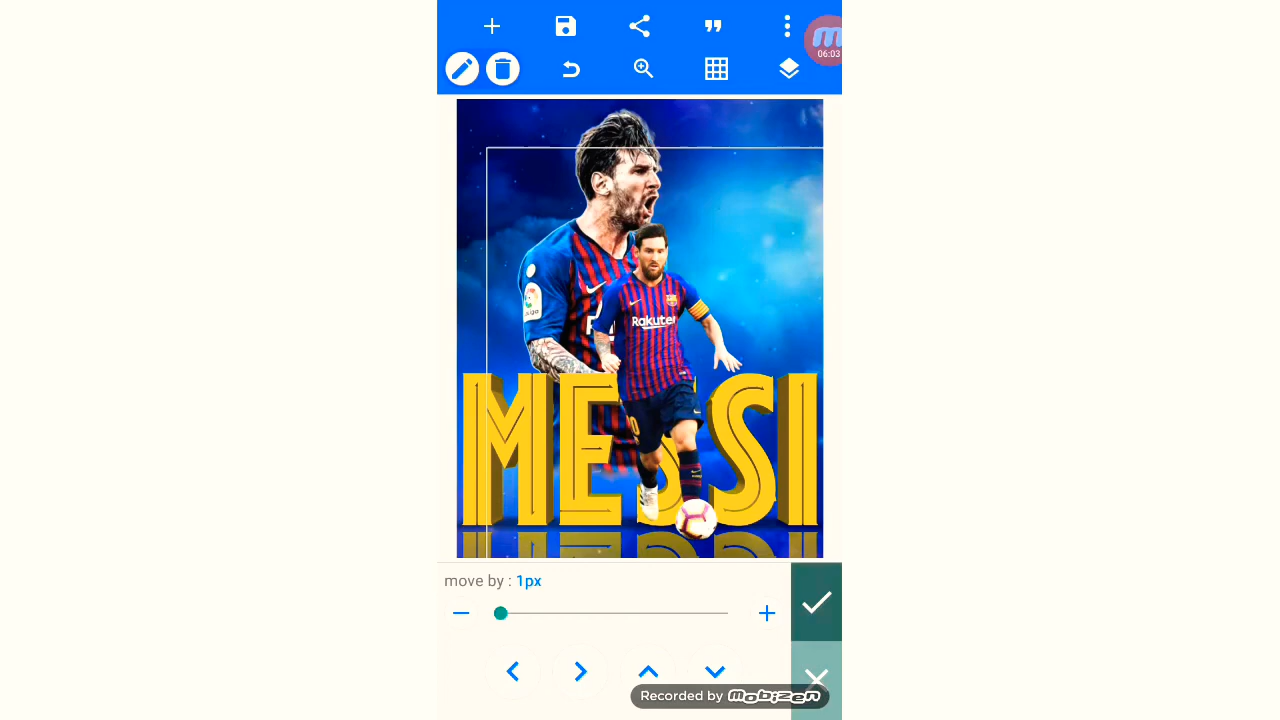 06:03
Rakuten
MESSI
move by : 1px
Recorded by mobizen